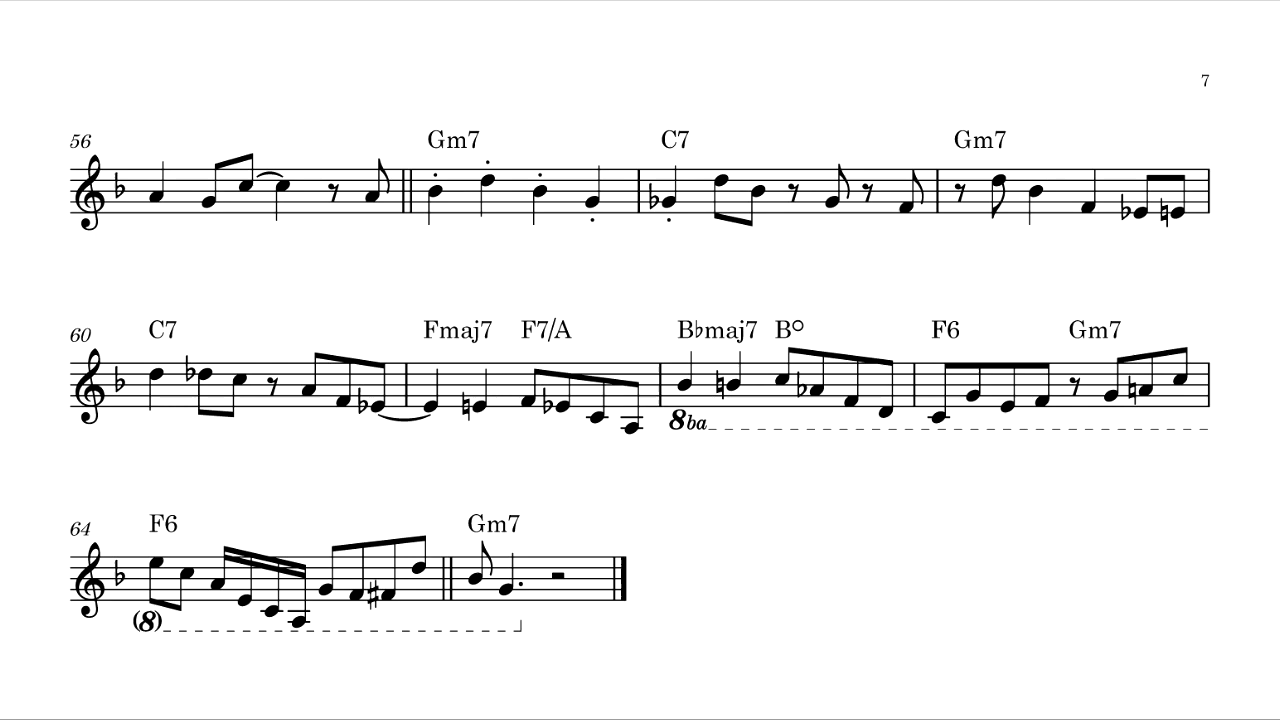 7
56 Gm7 C7 Gm7
60 C7 Fmaj7 F7/A B♭maj7 B○ F6 Gm7
8ba
64 F6 Gm7
(8)